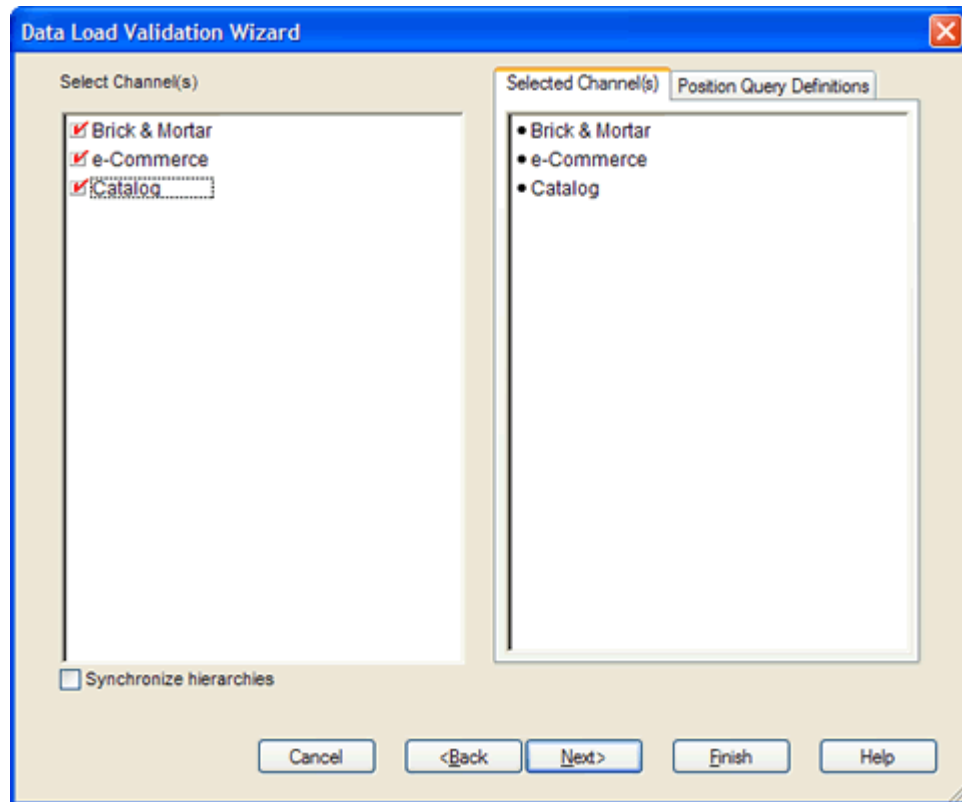 Data Load Validation Wizard
Select Channel(s)
Brick & Mortar
e-Commerce
Catalog
Synchronize hierarchies
Selected Channel(s)
Position Query Definitions
• Brick & Mortar
• e-Commerce
• Catalog
Cancel
<Back
Next>
Finish
Help